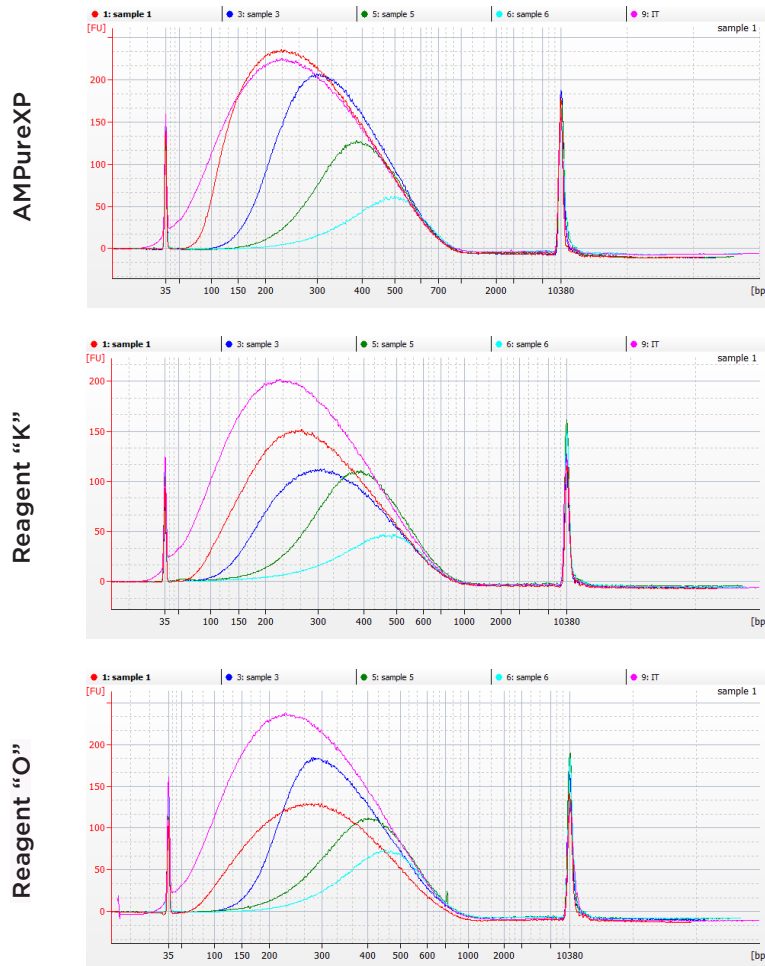 AMPureXP
1: sample 1 3: sample 3 5: sample 5 6: sample 6 9: IT
[FU] sample 1
200
150
100
50
0
35 100 150 200 300 400 500 700 2000 10380 [bp
Reagent “K”
1: sample 1 3: sample 3 5: sample 5 6: sample 6 9: IT
[FU] sample 1
200
150
100
50
0
35 100 150 200 300 400 500 1000 2000 10380 [bp
Reagent “O”
1: sample 1 3: sample 3 5: sample 5 6: sample 6 9: IT
[FU] sample 1
200
150
100
50
0
35 100 150 200 300 400 600 1000 2000 10380 [bp